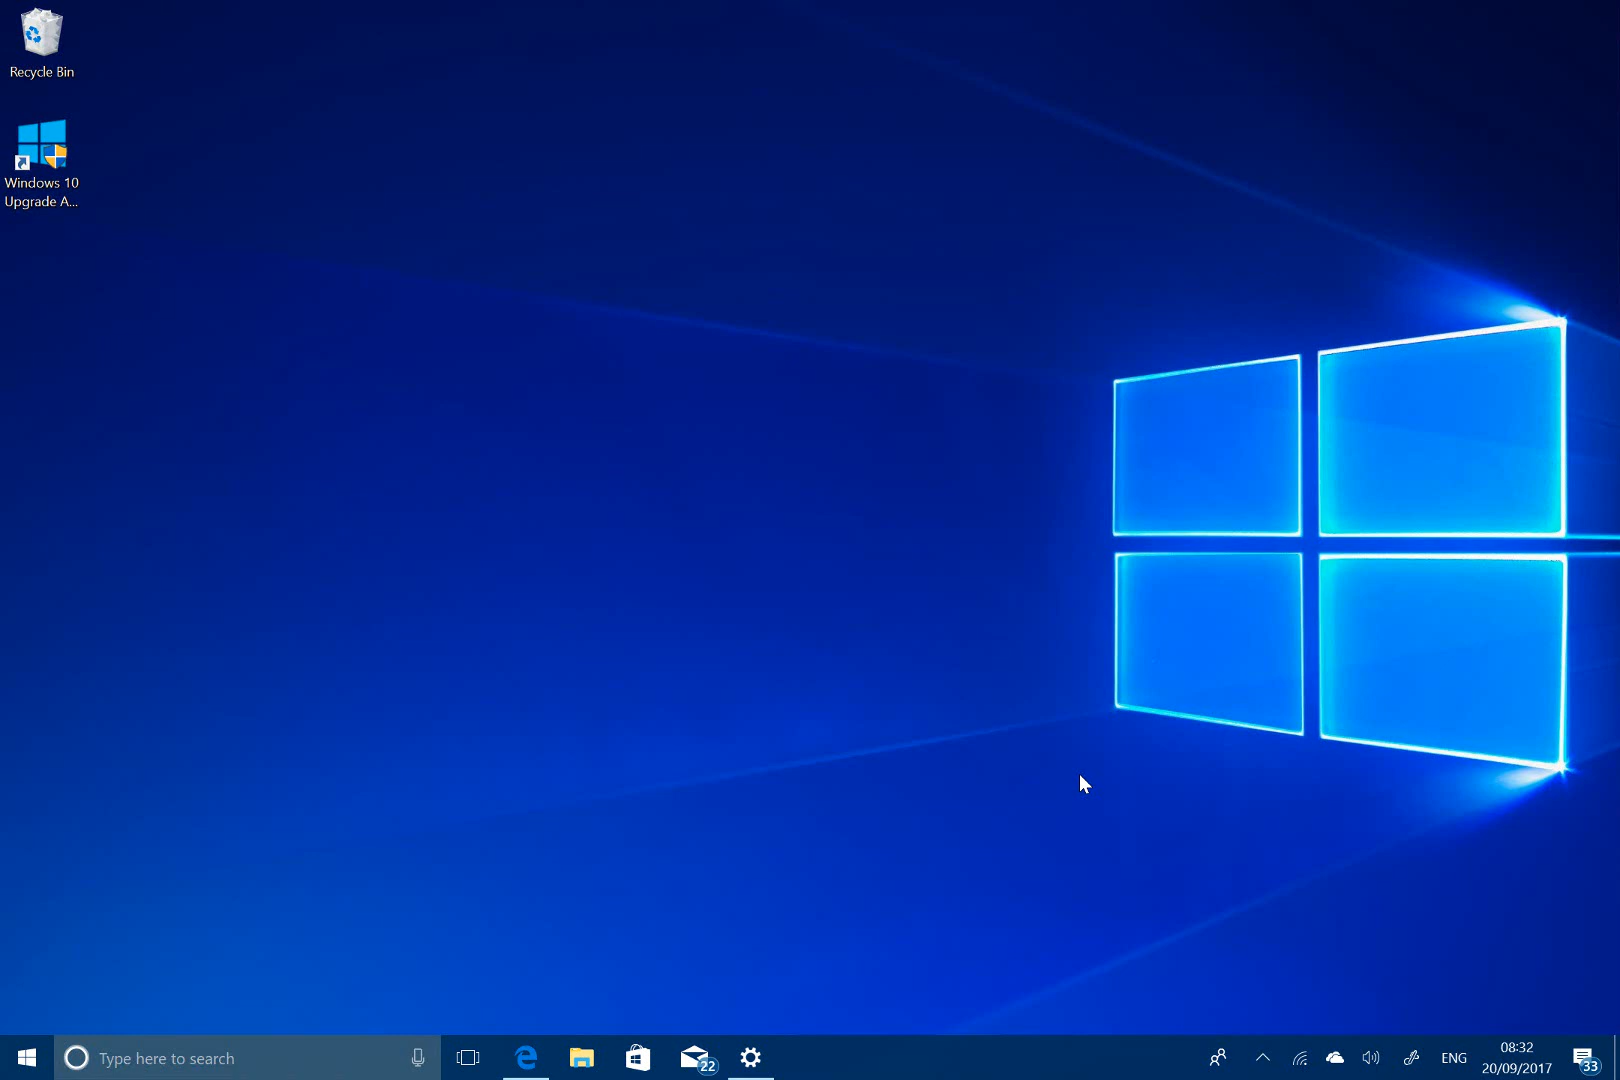 Recycle Bin
Windows 10
Upgrade A...
Type here to search
22
ENG
08:32
20/09/2017
33